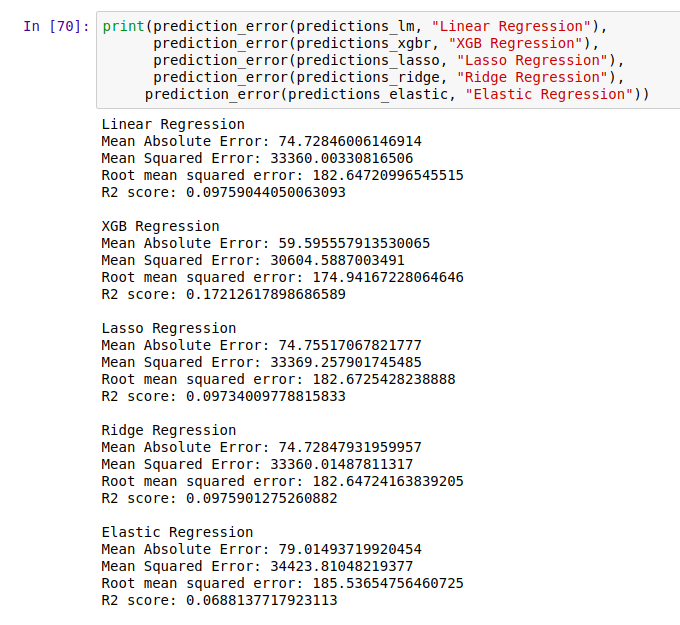 In [70]: print(prediction_error(predictions_lm, "Linear Regression"),
prediction_error(predictions_xgbr, "XGB Regression"),
prediction_error(predictions_lasso, "Lasso Regression"),
prediction_error(predictions_ridge, "Ridge Regression"),
prediction_error(predictions_elastic, "Elastic Regression"))
Linear Regression
Mean Absolute Error: 74.72846006146914
Mean Squared Error: 33360.00330816506
Root mean squared error: 182.64720996545515
R2 score: 0.09759044050063093
XGB Regression
Mean Absolute Error: 59.595557913530065
Mean Squared Error: 30604.5887003491
Root mean squared error: 174.94167228064646
R2 score: 0.17212617898686589
Lasso Regression
Mean Absolute Error: 74.75517067821777
Mean Squared Error: 33369.257901745485
Root mean squared error: 182.6725428238888
R2 score: 0.09734009778815833
Ridge Regression
Mean Absolute Error: 74.72847931959957
Mean Squared Error: 33360.01487811317
Root mean squared error: 182.64724163839205
R2 score: 0.0975901275260882
Elastic Regression
Mean Absolute Error: 79.01493719920454
Mean Squared Error: 34423.81048219377
Root mean squared error: 185.53654756460725
R2 score: 0.0688137717923113